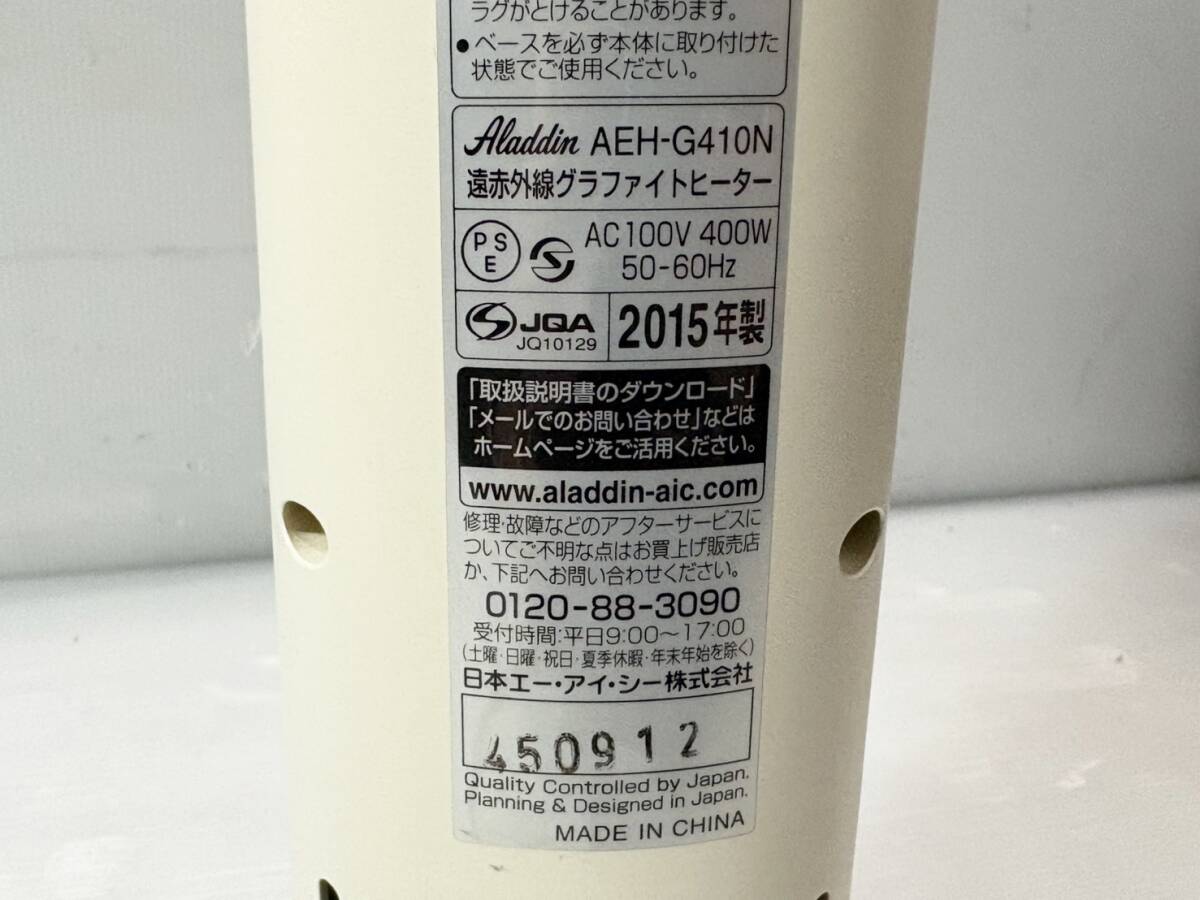 ラグがとけることがあります。
●ベースを必ず本体に取り付けた
状態でご使用ください。
Aladdin AEH-G410N
遠赤外線グラファイトヒーター
PSE AC100V 400W
50-60Hz
JQA
JQ10129
2015年製
「取扱説明書のダウンロード」
「メールでのお問い合わせ」などは
ホームページをご活用ください。
www.aladdin-aic.com
修理・故障などのアフターサービスに
ついてご不明な点はお買上げ販売店
か、下記へお問い合わせください。
0120-88-3090
受付時間:平日9:00～17:00
(土曜・日曜・祝日・夏季休暇・年末年始を除く)
日本エー・アイ・シー株式会社
450912
Quality Controlled by Japan.
Planning & Designed in Japan.
MADE IN CHINA